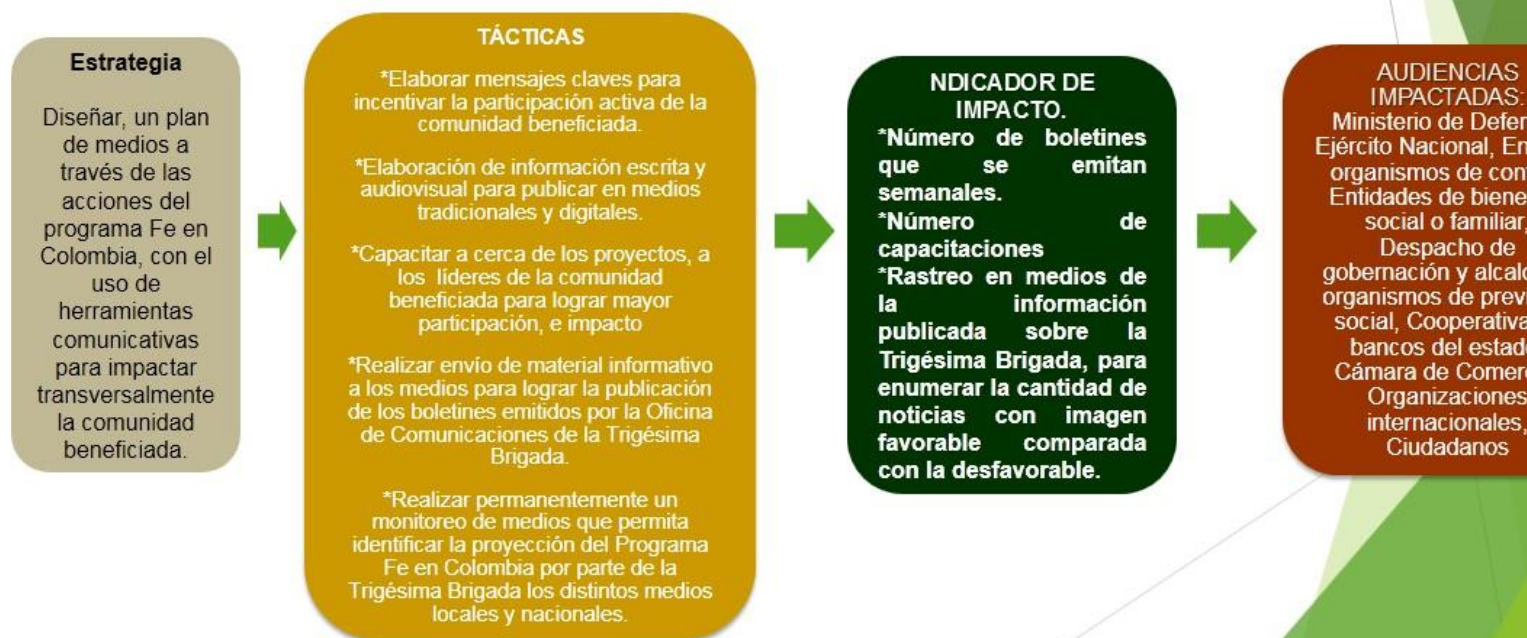 Estrategia
Diseñar, un plan
de medios a
través de las
acciones del
programa Fe en
Colombia, con el
uso de
herramientas
comunicativas
para impactar
transversalmente
la comunidad
beneficiada.
TÁCTICAS
*Elaborar mensajes claves para
incentivar la participación activa de la
comunidad beneficiada.
*Elaboración de información escrita y
audiovisual para publicar en medios
tradicionales y digitales.
*Capacitar a cerca de los proyectos, a
los líderes de la comunidad
beneficiada para lograr mayor
participación, e impacto
*Realizar envío de material informativo
a los medios para lograr la publicación
de los boletines emitidos por la Oficina
de Comunicaciones de la Trigésima
Brigada.
*Realizar permanentemente un
monitoreo de medios que permita
identificar la proyección del Programa
Fe en Colombia por parte de la
Trigésima Brigada los distintos medios
locales y nacionales.
NDICADOR DE
IMPACTO.
*Número de boletines
que se emitan
semanales.
*Número de
capacitaciones
*Rastreo en medios de
la información
publicada sobre la
Trigésima Brigada, para
enumerar la cantidad de
noticias con imagen
favorable comparada
con la desfavorable.
AUDIENCIAS
IMPACTADAS:
Ministerio de
Ejército Nacional,
organismos de
Entidades de
social o familiar,
Despacho de
gobernación y
organismos de
social,
bancos del
Cámara de
Organizaciones
internacionales,
Ciudadanos